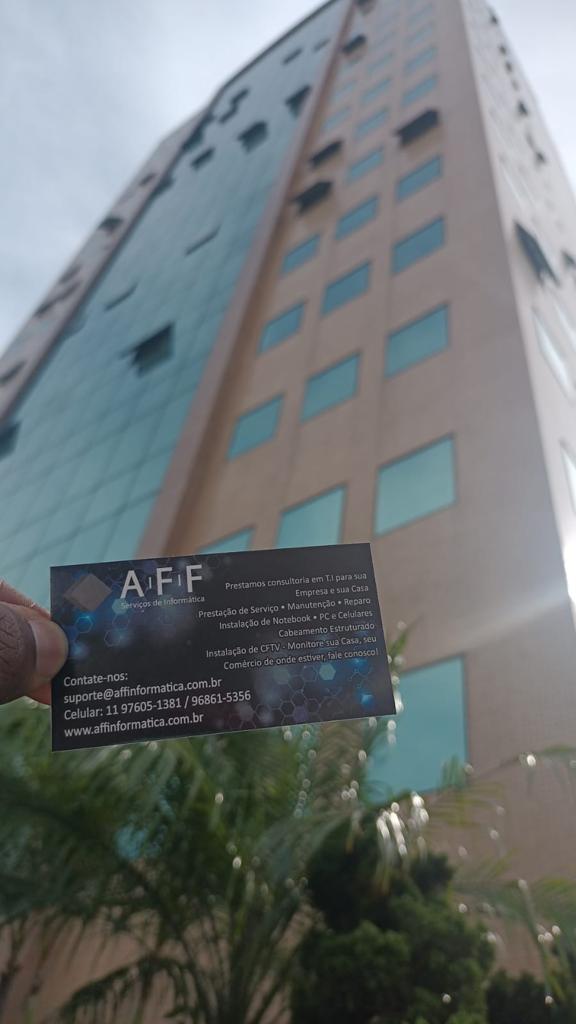 A F F
Serviços de Informática
Prestamos consultoria em T.I para sua
Empresa e sua Casa
Prestação de Serviço • Manutenção • Reparo
Instalação de Notebook • PC e Celulares
Cabeamento Estruturado
Instalação de CFTV - Monitore sua Casa, seu
Comércio de onde estiver, fale conosco!
Contate-nos:
suporte@affinformatica.com.br
Celular: 11 97605-1381 / 96861-5356
www.affinformatica.com.br